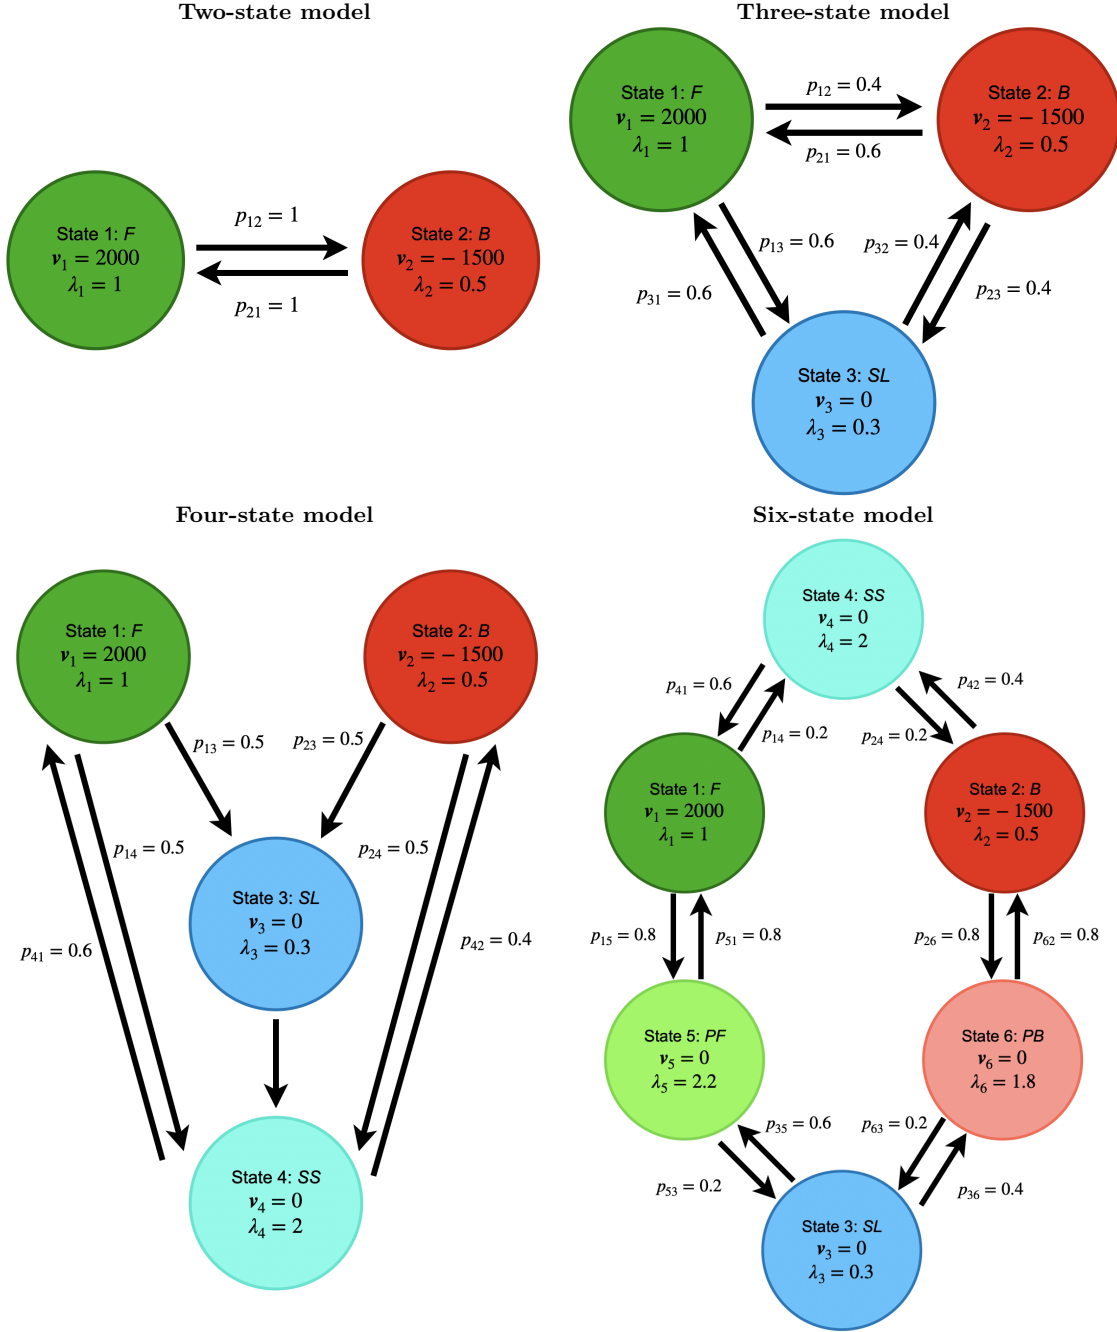 Two-state model
State 1: F
v₁ = 2000
λ₁ = 1
p₁₂ = 1
p₂₁ = 1
State 2: B
v₂ = − 1500
λ₂ = 0.5
Three-state model
State 1: F
v₁ = 2000
λ₁ = 1
p₁₂ = 0.4
p₂₁ = 0.6
State 2: B
v₂ = − 1500
λ₂ = 0.5
p₁₃ = 0.6
p₃₂ = 0.4
p₃₁ = 0.6
p₂₃ = 0.4
State 3: SL
v₃ = 0
λ₃ = 0.3
Four-state model
State 1: F
v₁ = 2000
λ₁ = 1
State 2: B
v₂ = − 1500
λ₂ = 0.5
p₁₃ = 0.5
p₂₃ = 0.5
p₁₄ = 0.5
p₂₄ = 0.5
p₄₁ = 0.6
p₄₂ = 0.4
State 3: SL
v₃ = 0
λ₃ = 0.3
State 4: SS
v₄ = 0
λ₄ = 2
Six-state model
State 4: SS
v₄ = 0
λ₄ = 2
p₄₁ = 0.6
p₄₂ = 0.4
p₁₄ = 0.2
p₂₄ = 0.2
State 1: F
v₁ = 2000
λ₁ = 1
State 2: B
v₂ = − 1500
λ₂ = 0.5
p₁₅ = 0.8
p₅₁ = 0.8
p₂₆ = 0.8
p₆₂ = 0.8
State 5: PF
v₅ = 0
λ₅ = 2.2
State 6: PB
v₆ = 0
λ₆ = 1.8
p₃₅ = 0.6
p₆₃ = 0.2
p₅₃ = 0.2
p₃₆ = 0.4
State 3: SL
v₃ = 0
λ₃ = 0.3